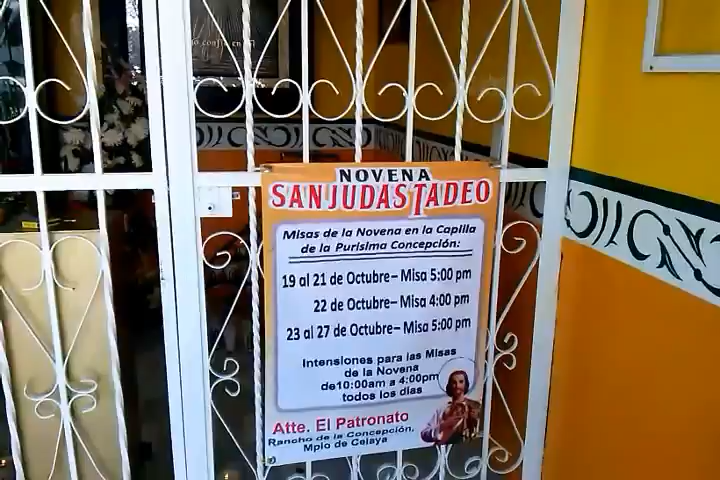 confío en
NOVENA
SAN JUDAS TADEO
Misas de la Novena en la Capilla
de la Purisima Concepción:
19 al 21 de Octubre– Misa 5:00 pm
22 de Octubre– Misa 4:00 pm
23 al 27 de Octubre– Misa 5:00 pm
Intensiones para las Misas
de la Novena
de10:00am a 4:00pm
todos los días
Atte. El Patronato
Rancho de la Concepción,
Mpio de Celaya